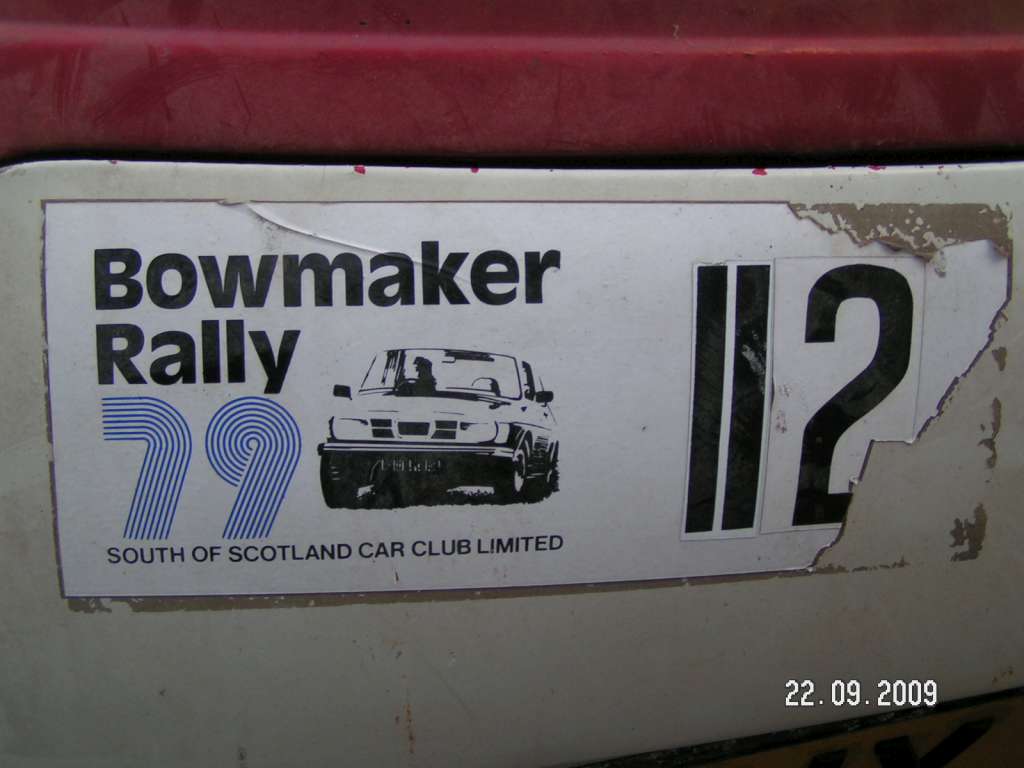 Bowmaker
Rally
79
SOUTH OF SCOTLAND CAR CLUB LIMITED
112
22.09.2009